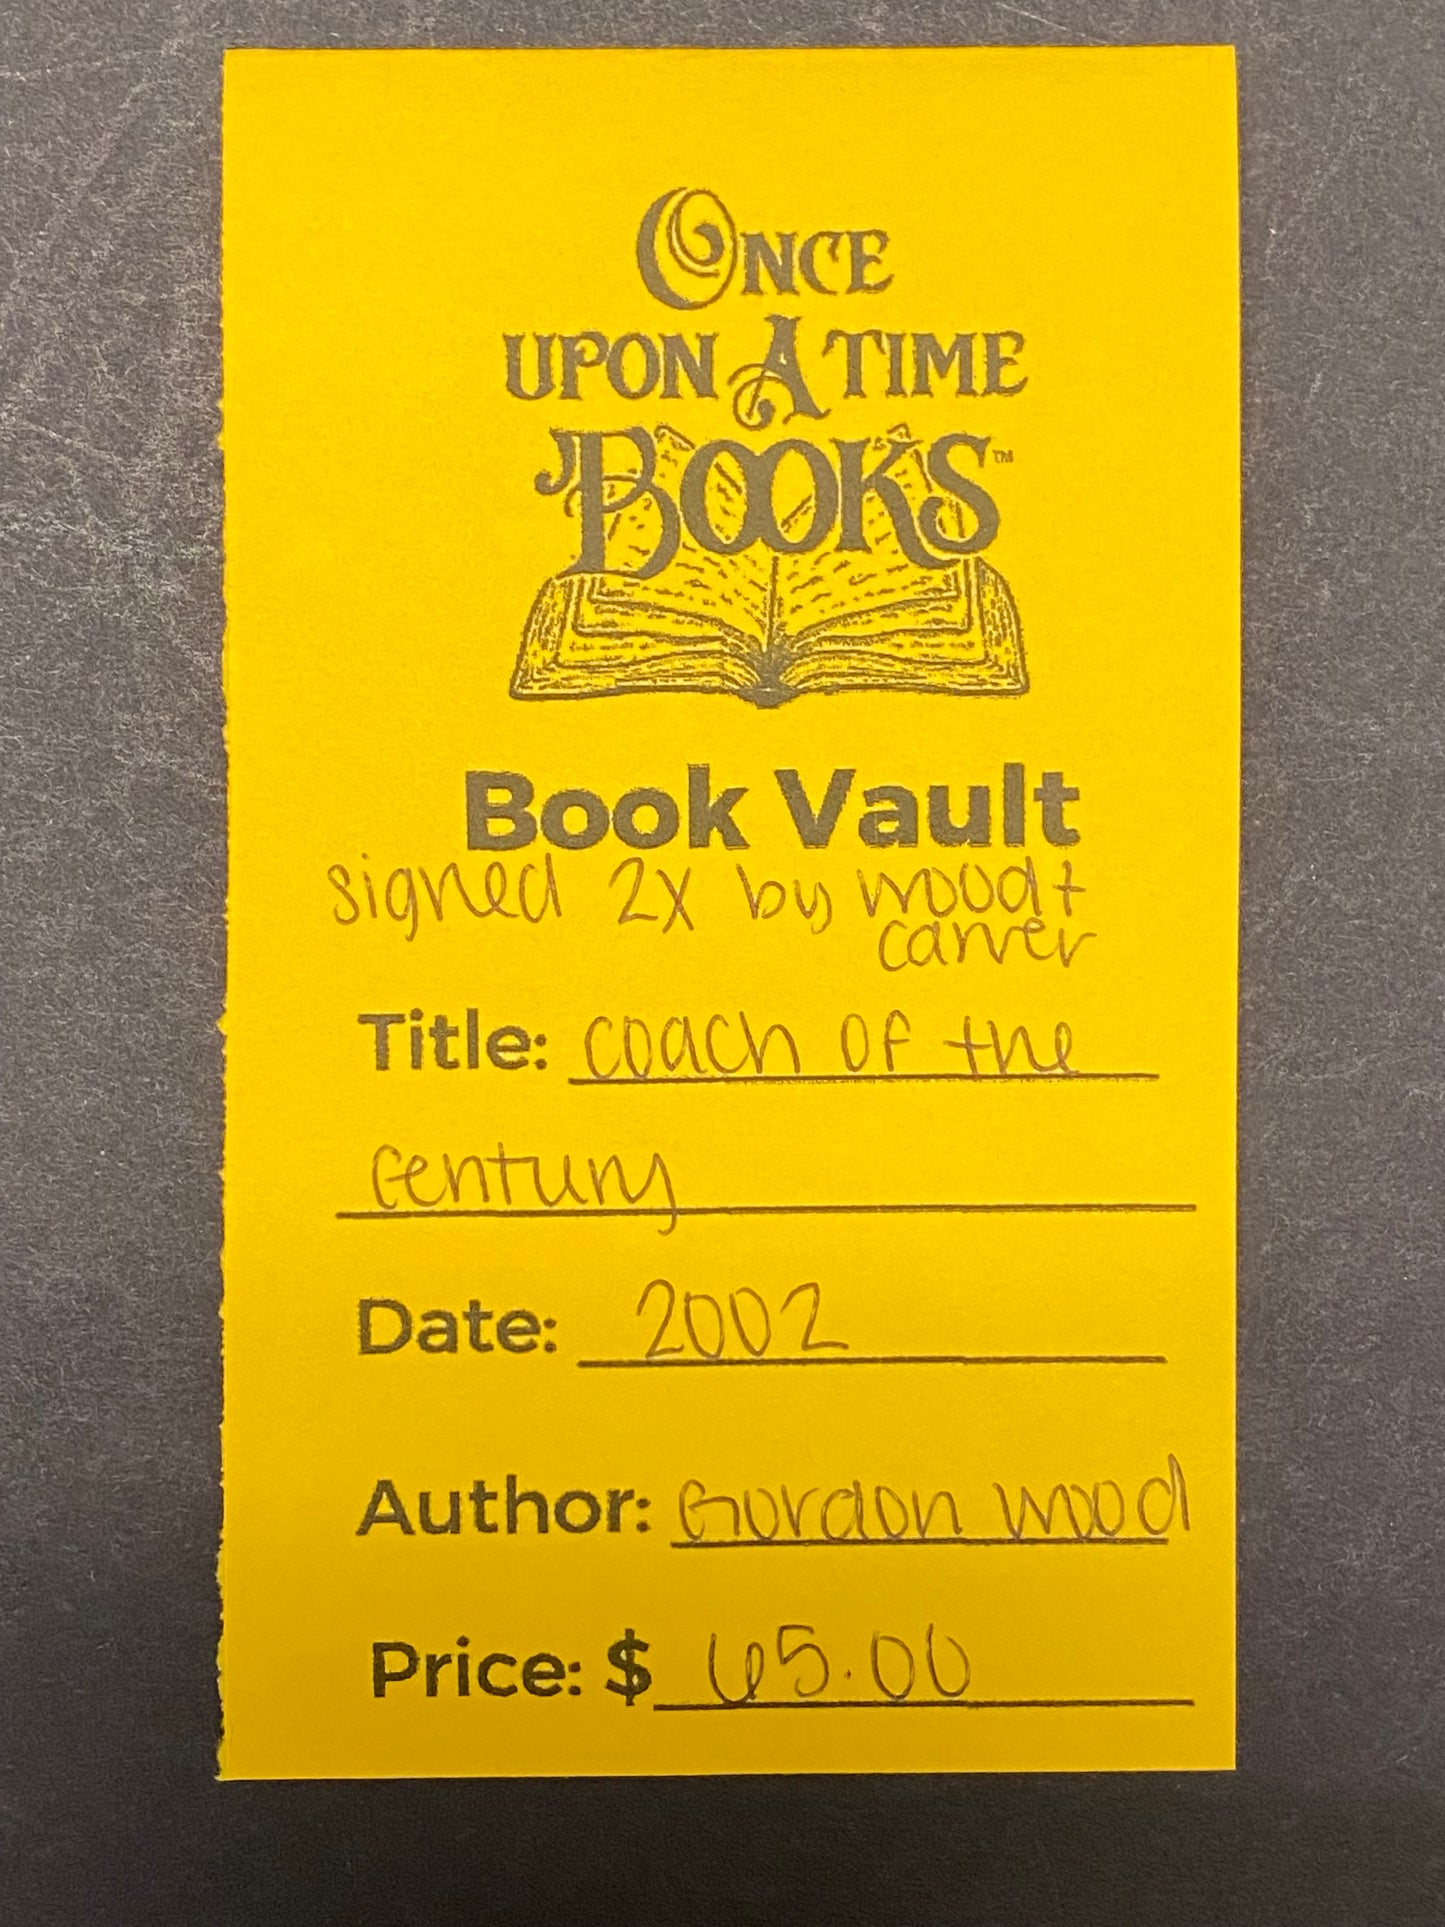 ONCE
UPON A TIME
BOOKS™
Book Vault
signed 2x by wood +
carver
Title: coach of the
century
Date: 2002
Author: Gordon wood
Price: $ 65.00